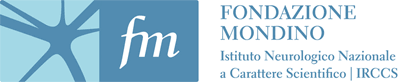 fm
FONDAZIONE
MONDINO
Istituto Neurologico Nazionale
a Carattere Scientifico | IRCCS